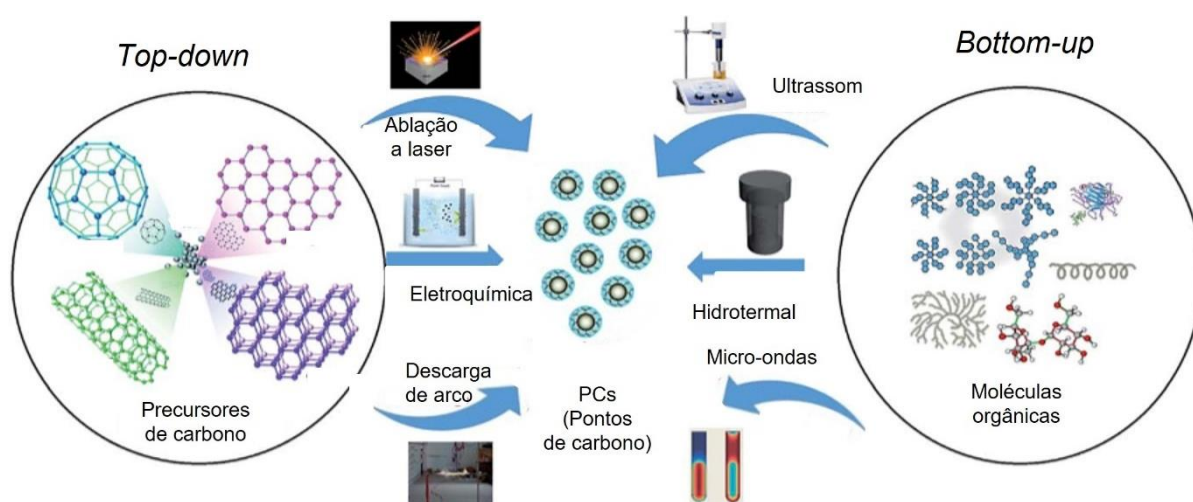 Top-down
Bottom-up
Ablação
a laser
Ultrassom
Eletroquímica
Hidrotermal
Descarga
de arco
Micro-ondas
Precursores
de carbono
PCs
(Pontos
de carbono)
Moléculas
orgânicas